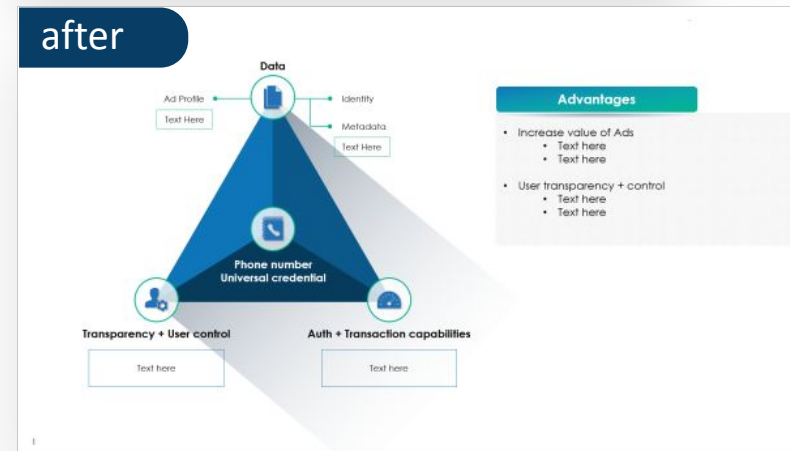 after
Data
Ad Profile
Identity
Text Here
Metadata
Text Here
Phone number
Universal credential
Transparency + User control
Auth + Transaction capabilities
Text here
Text here
Advantages
• Increase value of Ads
• Text here
• Text here
• User transparency + control
• Text here
• Text here
1